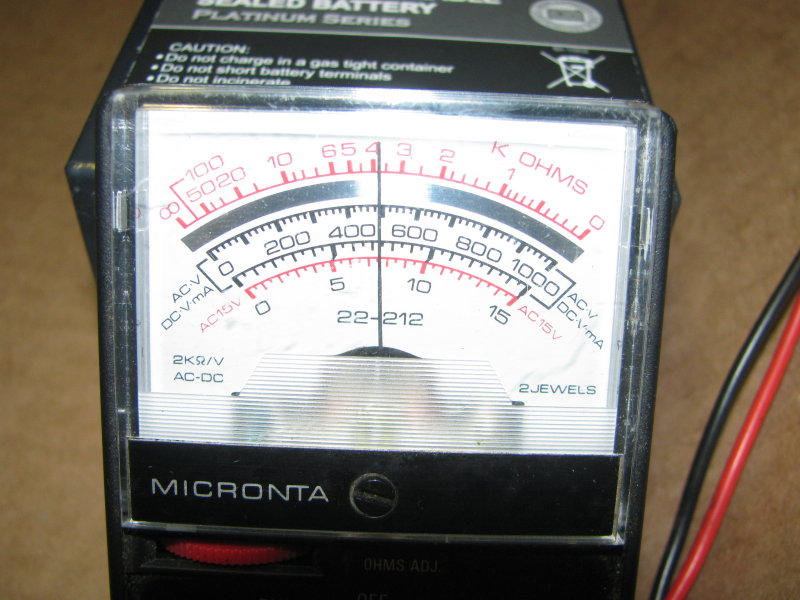 SEALED BATTERY
PLATINUM SERIES
CAUTION:
•Do not charge in a gas tight container
•Do not short battery terminals
•Do not incinerate
∞ 100 50 20 10 6 5 4 3 2 1 0
K OHMS
0 200 400 600 800 1000
AC·V
DC·V·mA
AC·V
DC·V·mA
AC15V 0 5 10 15 AC15V
22-212
2KΩ/V
AC-DC
2JEWELS
MICRONTA
OHMS ADJ.
OFF